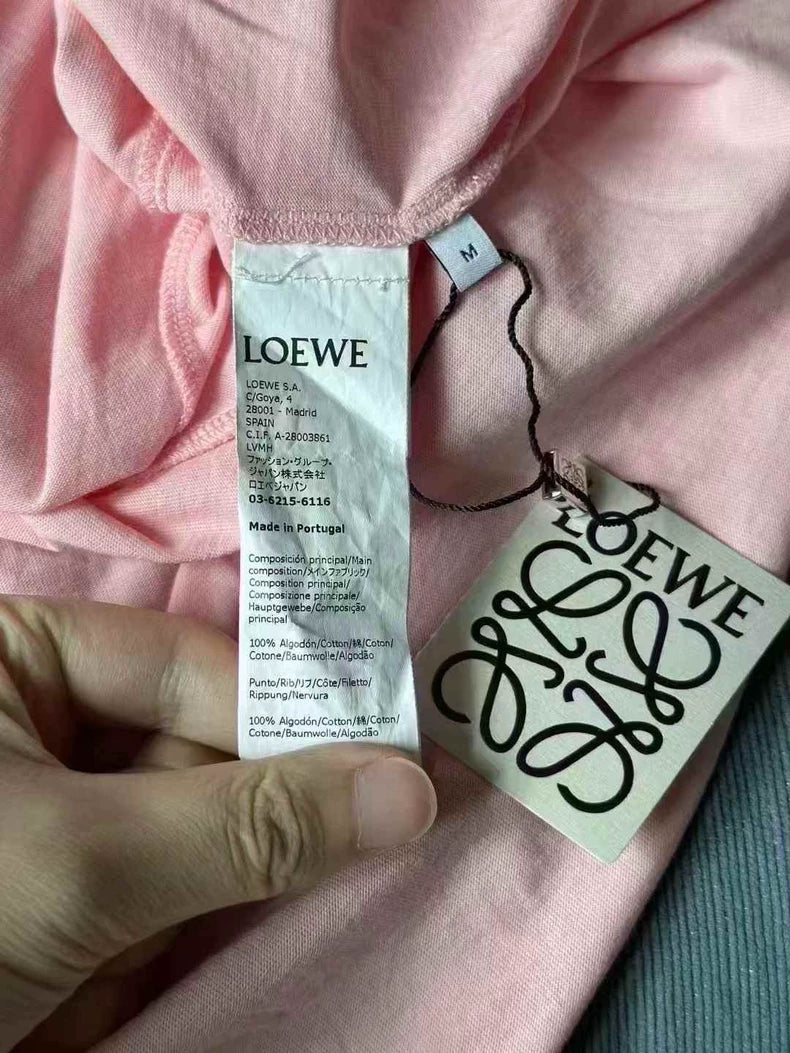 M
LOEWE
LOEWE S.A.
C/Goya, 4
28001 - Madrid
SPAIN
C.I.F. A-28003861
LVMH
ファッション・グループ・
ジャパン株式会社
ロエベジャパン
03-6215-6116
Made in Portugal
Composición principal/Main
composition/メインファブリック/
Composition principal/
Composizione principale/
Hauptgewebe/Composição
principal
100% Algodón/Cotton/綿/Coton/
Cotone/Baumwolle/Algodão
Punto/Rib/リブ/Côte/Filetto/
Rippung/Nervura
100% Algodón/Cotton/綿/Coton/
Cotone/Baumwolle/Algodão
LOEWE